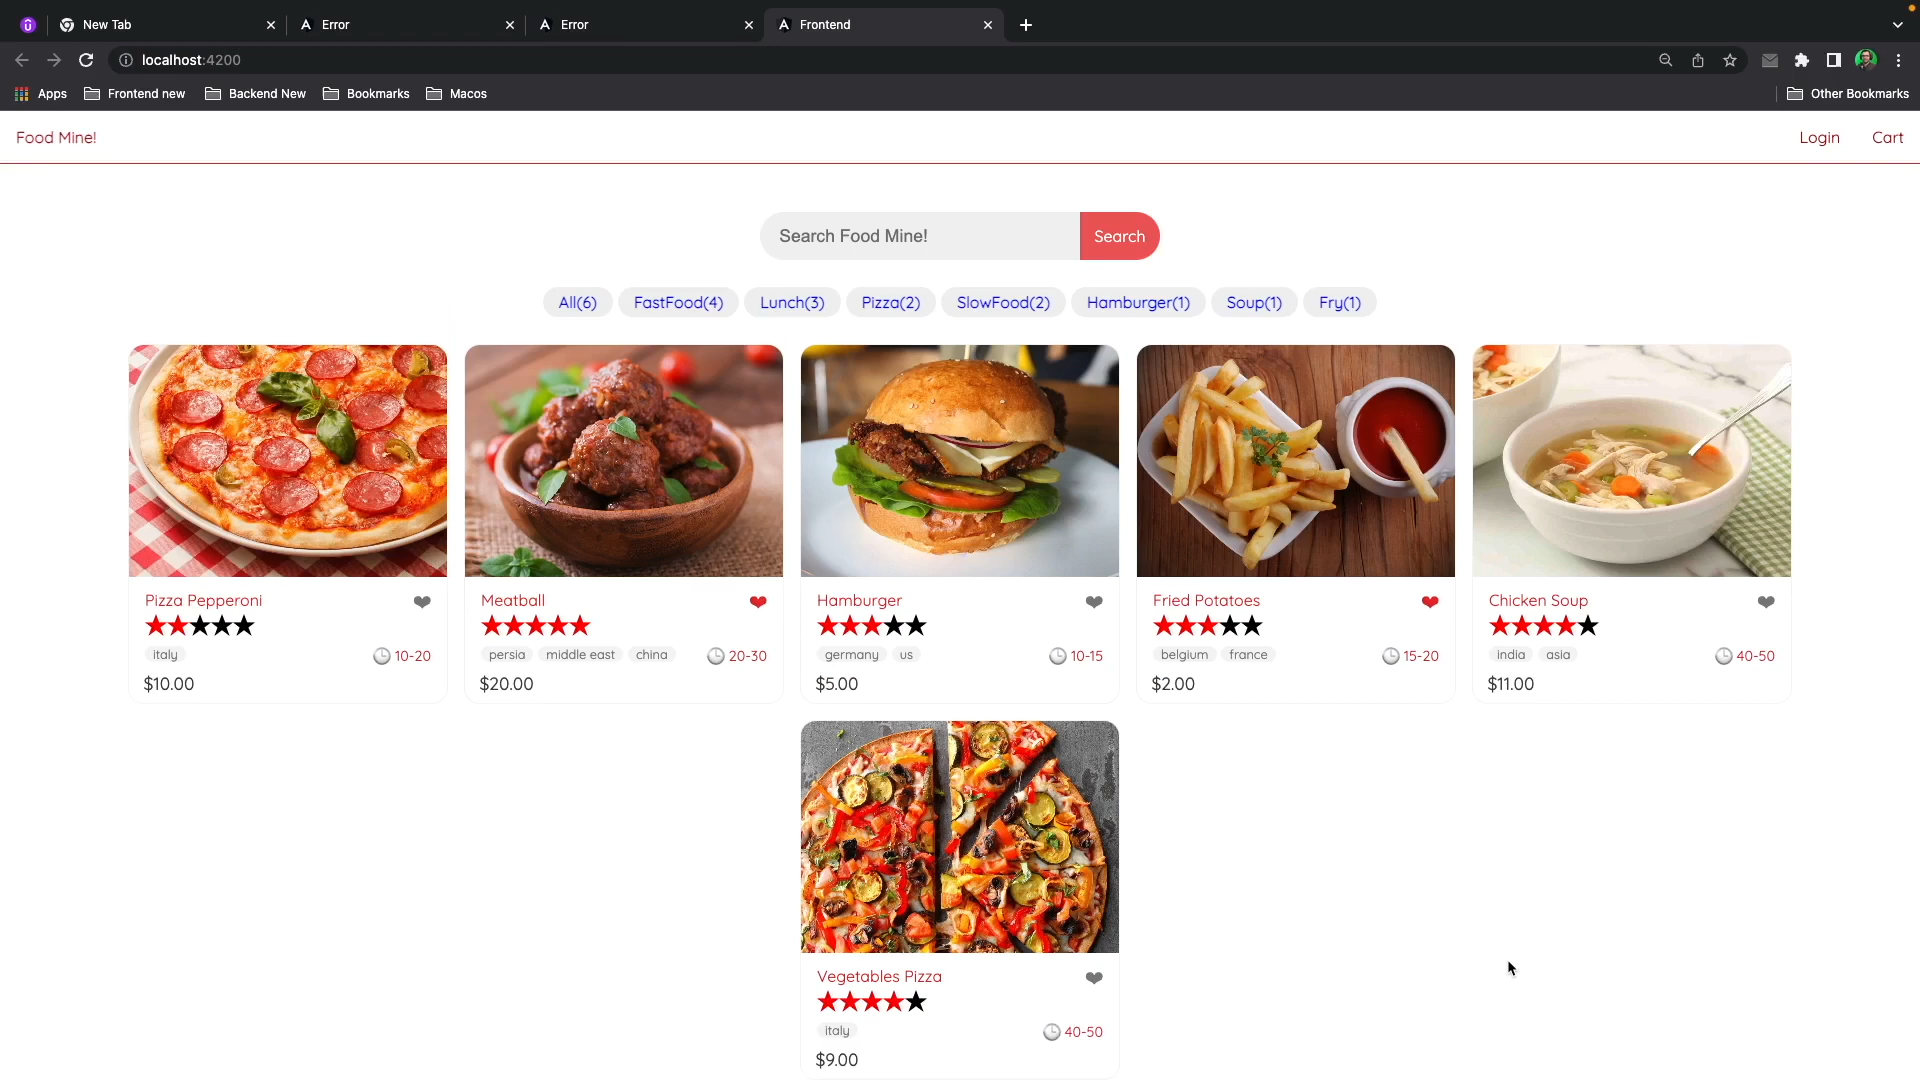 New Tab
Error
Error
Frontend
localhost:4200
Apps
Frontend new
Backend New
Bookmarks
Macos
Other Bookmarks
Food Mine!
Login
Cart
Search Food Mine!
Search
All(6)
FastFood(4)
Lunch(3)
Pizza(2)
SlowFood(2)
Hamburger(1)
Soup(1)
Fry(1)
Pizza Pepperoni
italy
10-20
$10.00
Meatball
persia
middle east
china
20-30
$20.00
Hamburger
germany
us
10-15
$5.00
Fried Potatoes
belgium
france
15-20
$2.00
Chicken Soup
india
asia
40-50
$11.00
Vegetables Pizza
italy
40-50
$9.00